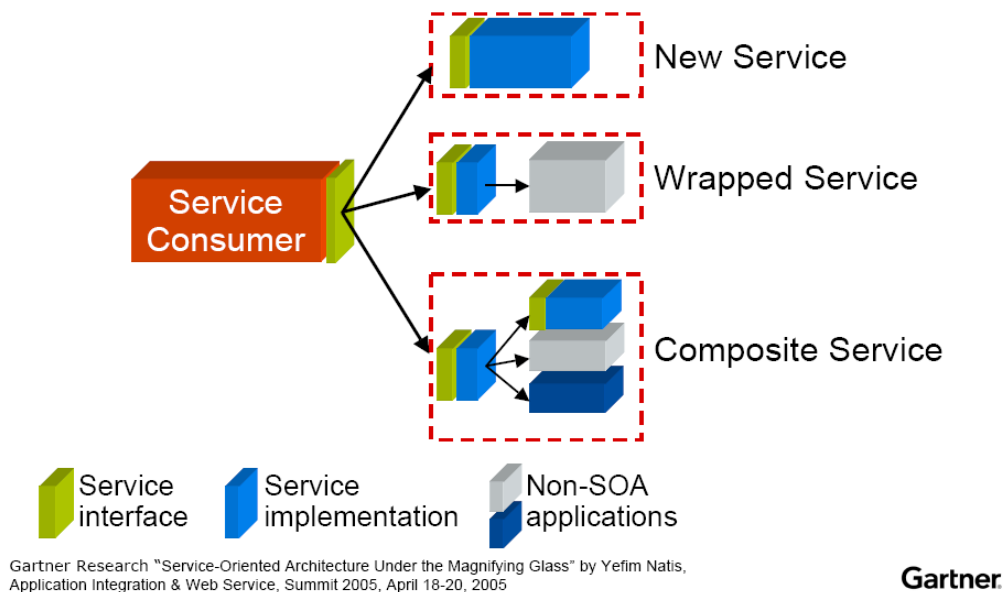 New Service
Wrapped Service
Service
Consumer
Composite Service
Service
interface
Service
implementation
Non-SOA
applications
Gartner Research “Service-Oriented Architecture Under the Magnifying Glass” by Yefim Natis,
Application Integration & Web Service, Summit 2005, April 18-20, 2005
Gartner.